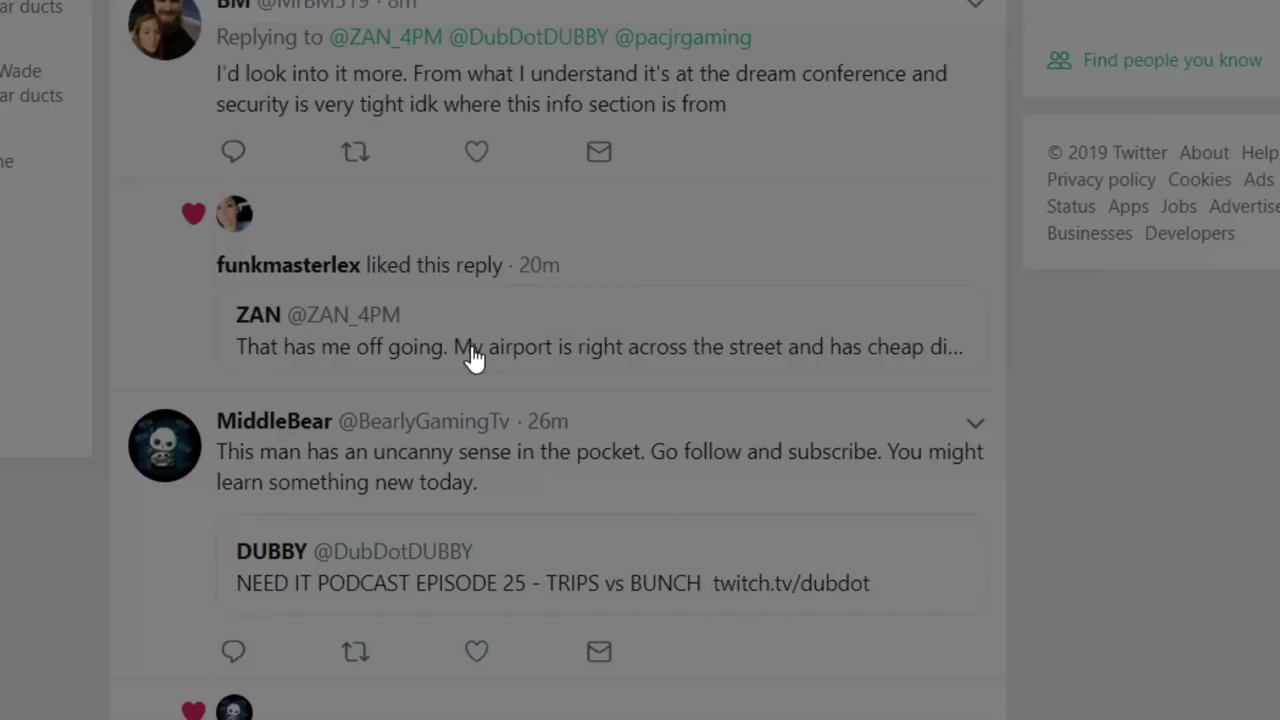 ar ducts
Wade
ar ducts
ne
BM @MrBM519 · 8m
Replying to @ZAN_4PM @DubDotDUBBY @pacjrgaming
I'd look into it more. From what I understand it's at the dream conference and
security is very tight idk where this info section is from
funkmasterlex liked this reply · 20m
ZAN @ZAN_4PM
That has me off going. My airport is right across the street and has cheap di...
MiddleBear @BearlyGamingTv · 26m
This man has an uncanny sense in the pocket. Go follow and subscribe. You might
learn something new today.
DUBBY @DubDotDUBBY
NEED IT PODCAST EPISODE 25 - TRIPS vs BUNCH twitch.tv/dubdot
Find people you know
© 2019 Twitter About Help
Privacy policy Cookies Ads
Status Apps Jobs Advertise
Businesses Developers